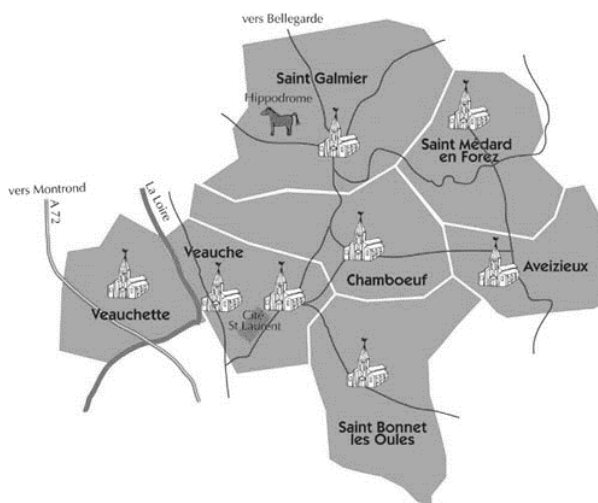 vers Bellegarde
Saint Galmier
Hippodrome
Saint Médard
en Forez
vers Montrond
A 72
La Loire
Veauche
Aveizieux
Chamboeuf
Veauchette
Cité
St Laurent
Saint Bonnet
les Oules